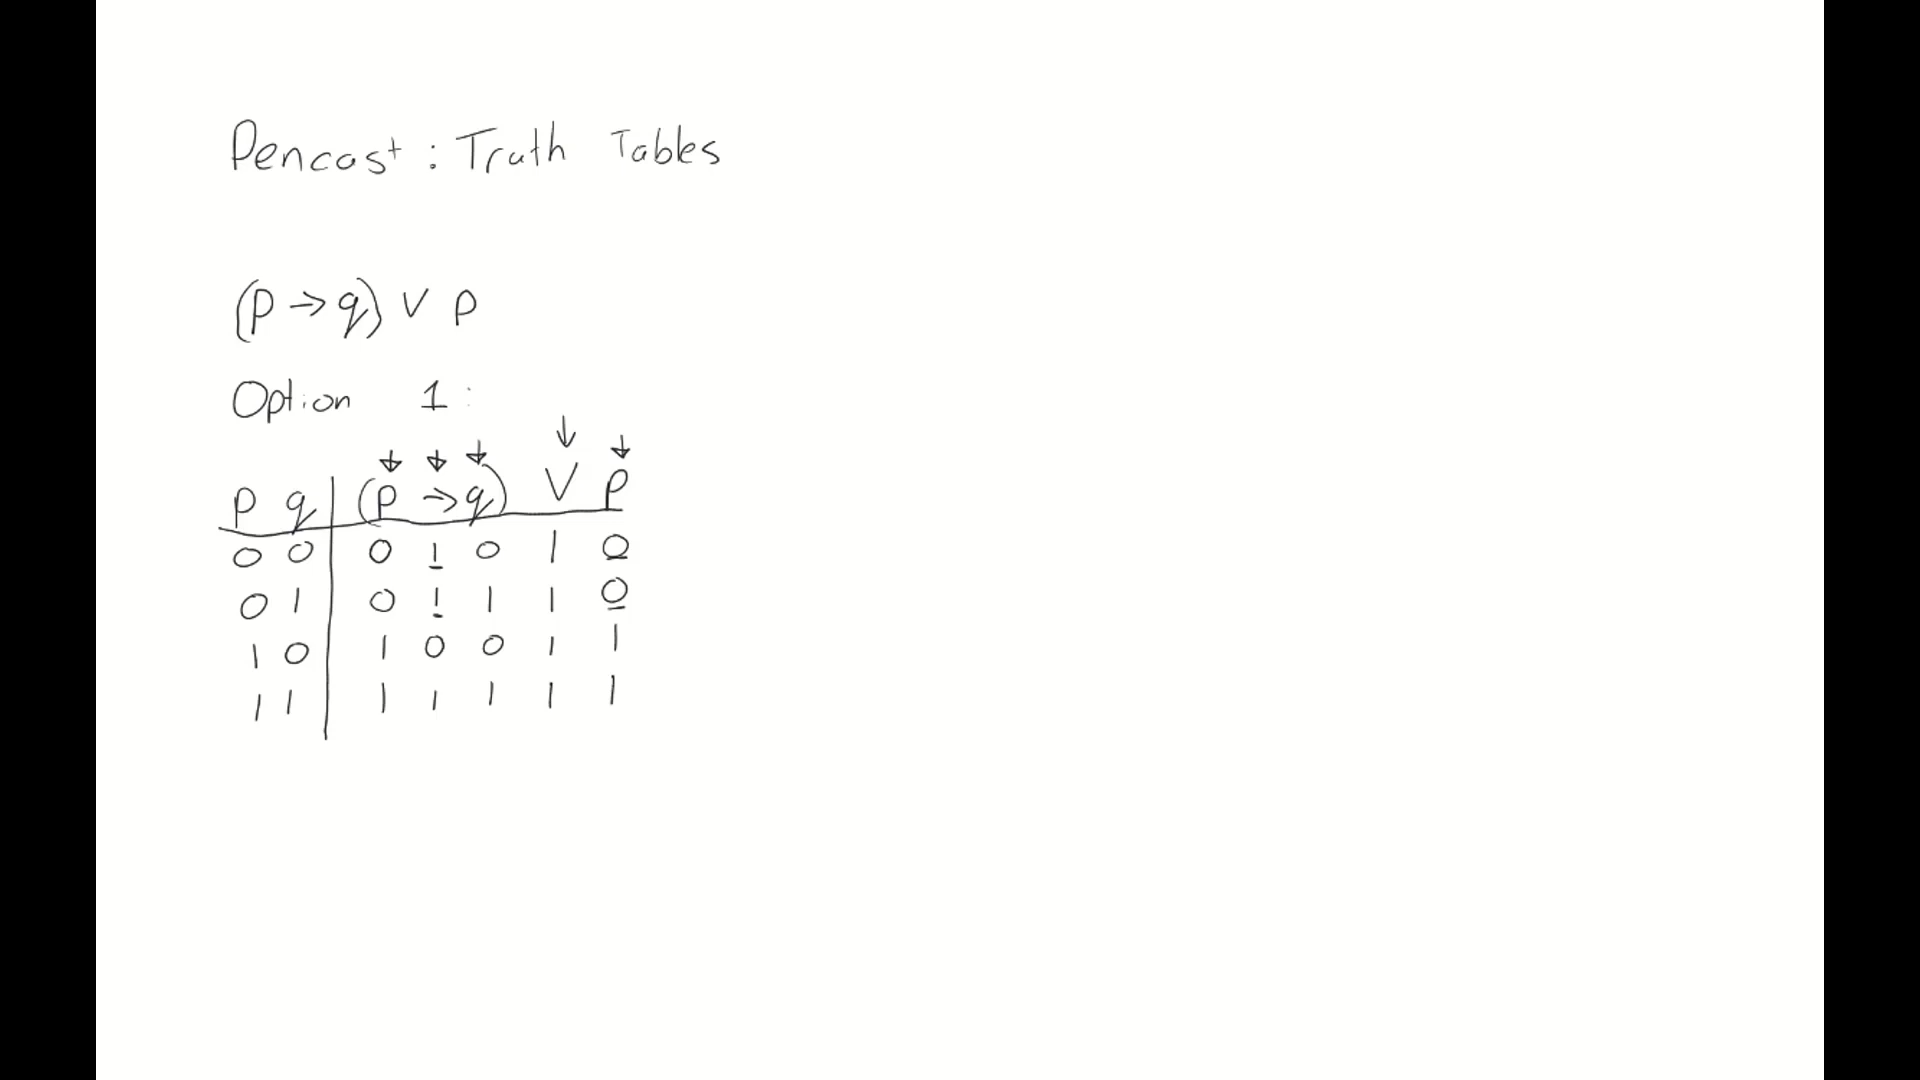 Pencast : Truth Tables
(p → q) ∨ p
Option 1 :
↓ ↓ ↓ ↓ ↓
p q | (p → q) ∨ p
0 0 | 0 1 0 1 0
0 1 | 0 1 1 1 0
1 0 | 1 0 0 1 1
1 1 | 1 1 1 1 1